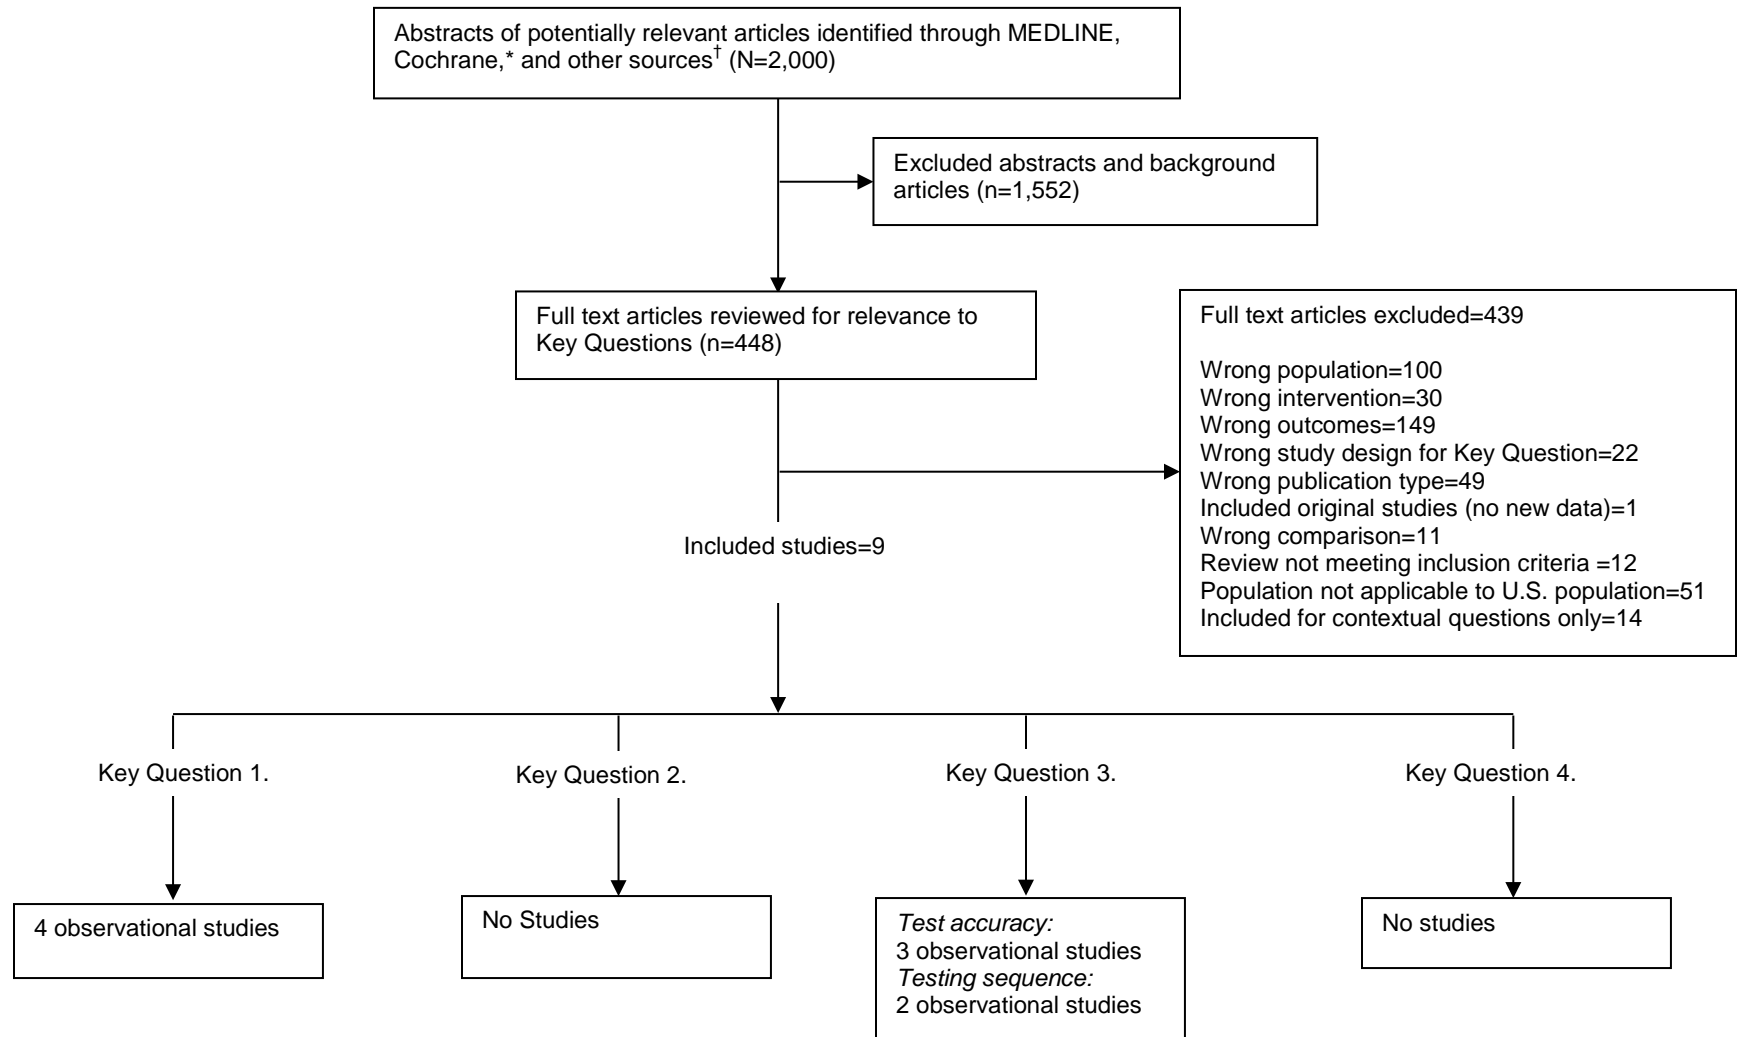 Abstracts of potentially relevant articles identified through MEDLINE,
Cochrane,* and other sources† (N=2,000)
Excluded abstracts and background
articles (n=1,552)
Full text articles reviewed for relevance to
Key Questions (n=448)
Full text articles excluded=439
Wrong population=100
Wrong intervention=30
Wrong outcomes=149
Wrong study design for Key Question=22
Wrong publication type=49
Included original studies (no new data)=1
Wrong comparison=11
Review not meeting inclusion criteria =12
Population not applicable to U.S. population=51
Included for contextual questions only=14
Included studies=9
Key Question 1.
Key Question 2.
Key Question 3.
Key Question 4.
4 observational studies
No Studies
Test accuracy:
3 observational studies
Testing sequence:
2 observational studies
No studies